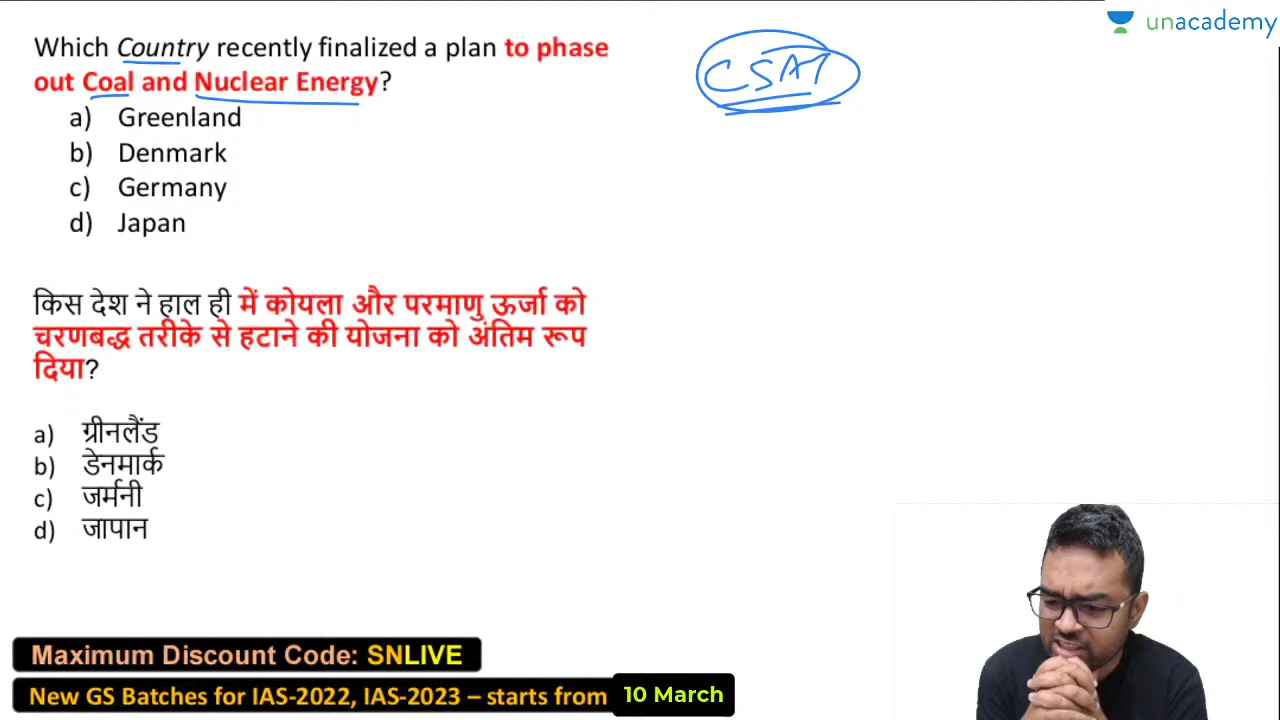 unacademy
Which Country recently finalized a plan to phase
out Coal and Nuclear Energy?
a) Greenland
b) Denmark
c) Germany
d) Japan
CSAT
किस देश ने हाल ही में कोयला और परमाणु ऊर्जा को
चरणबद्ध तरीके से हटाने की योजना को अंतिम रूप
दिया?
a) ग्रीनलैंड
b) डेनमार्क
c) जर्मनी
d) जापान
Maximum Discount Code: SNLIVE
New GS Batches for IAS-2022, IAS-2023 – starts from 10 March